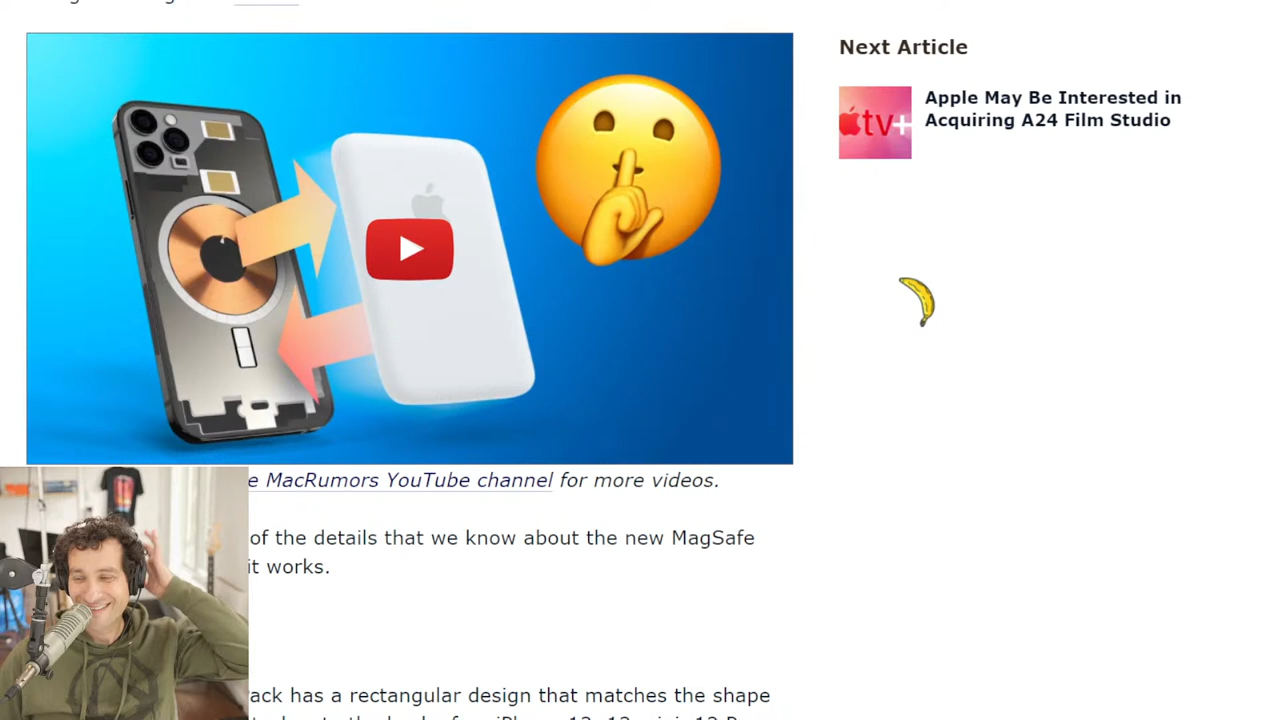 Next Article
Apple May Be Interested in
Acquiring A24 Film Studio
tv+
MacRumors YouTube channel for more videos.
of the details that we know about the new MagSafe
it works.
has a rectangular design that matches the shape